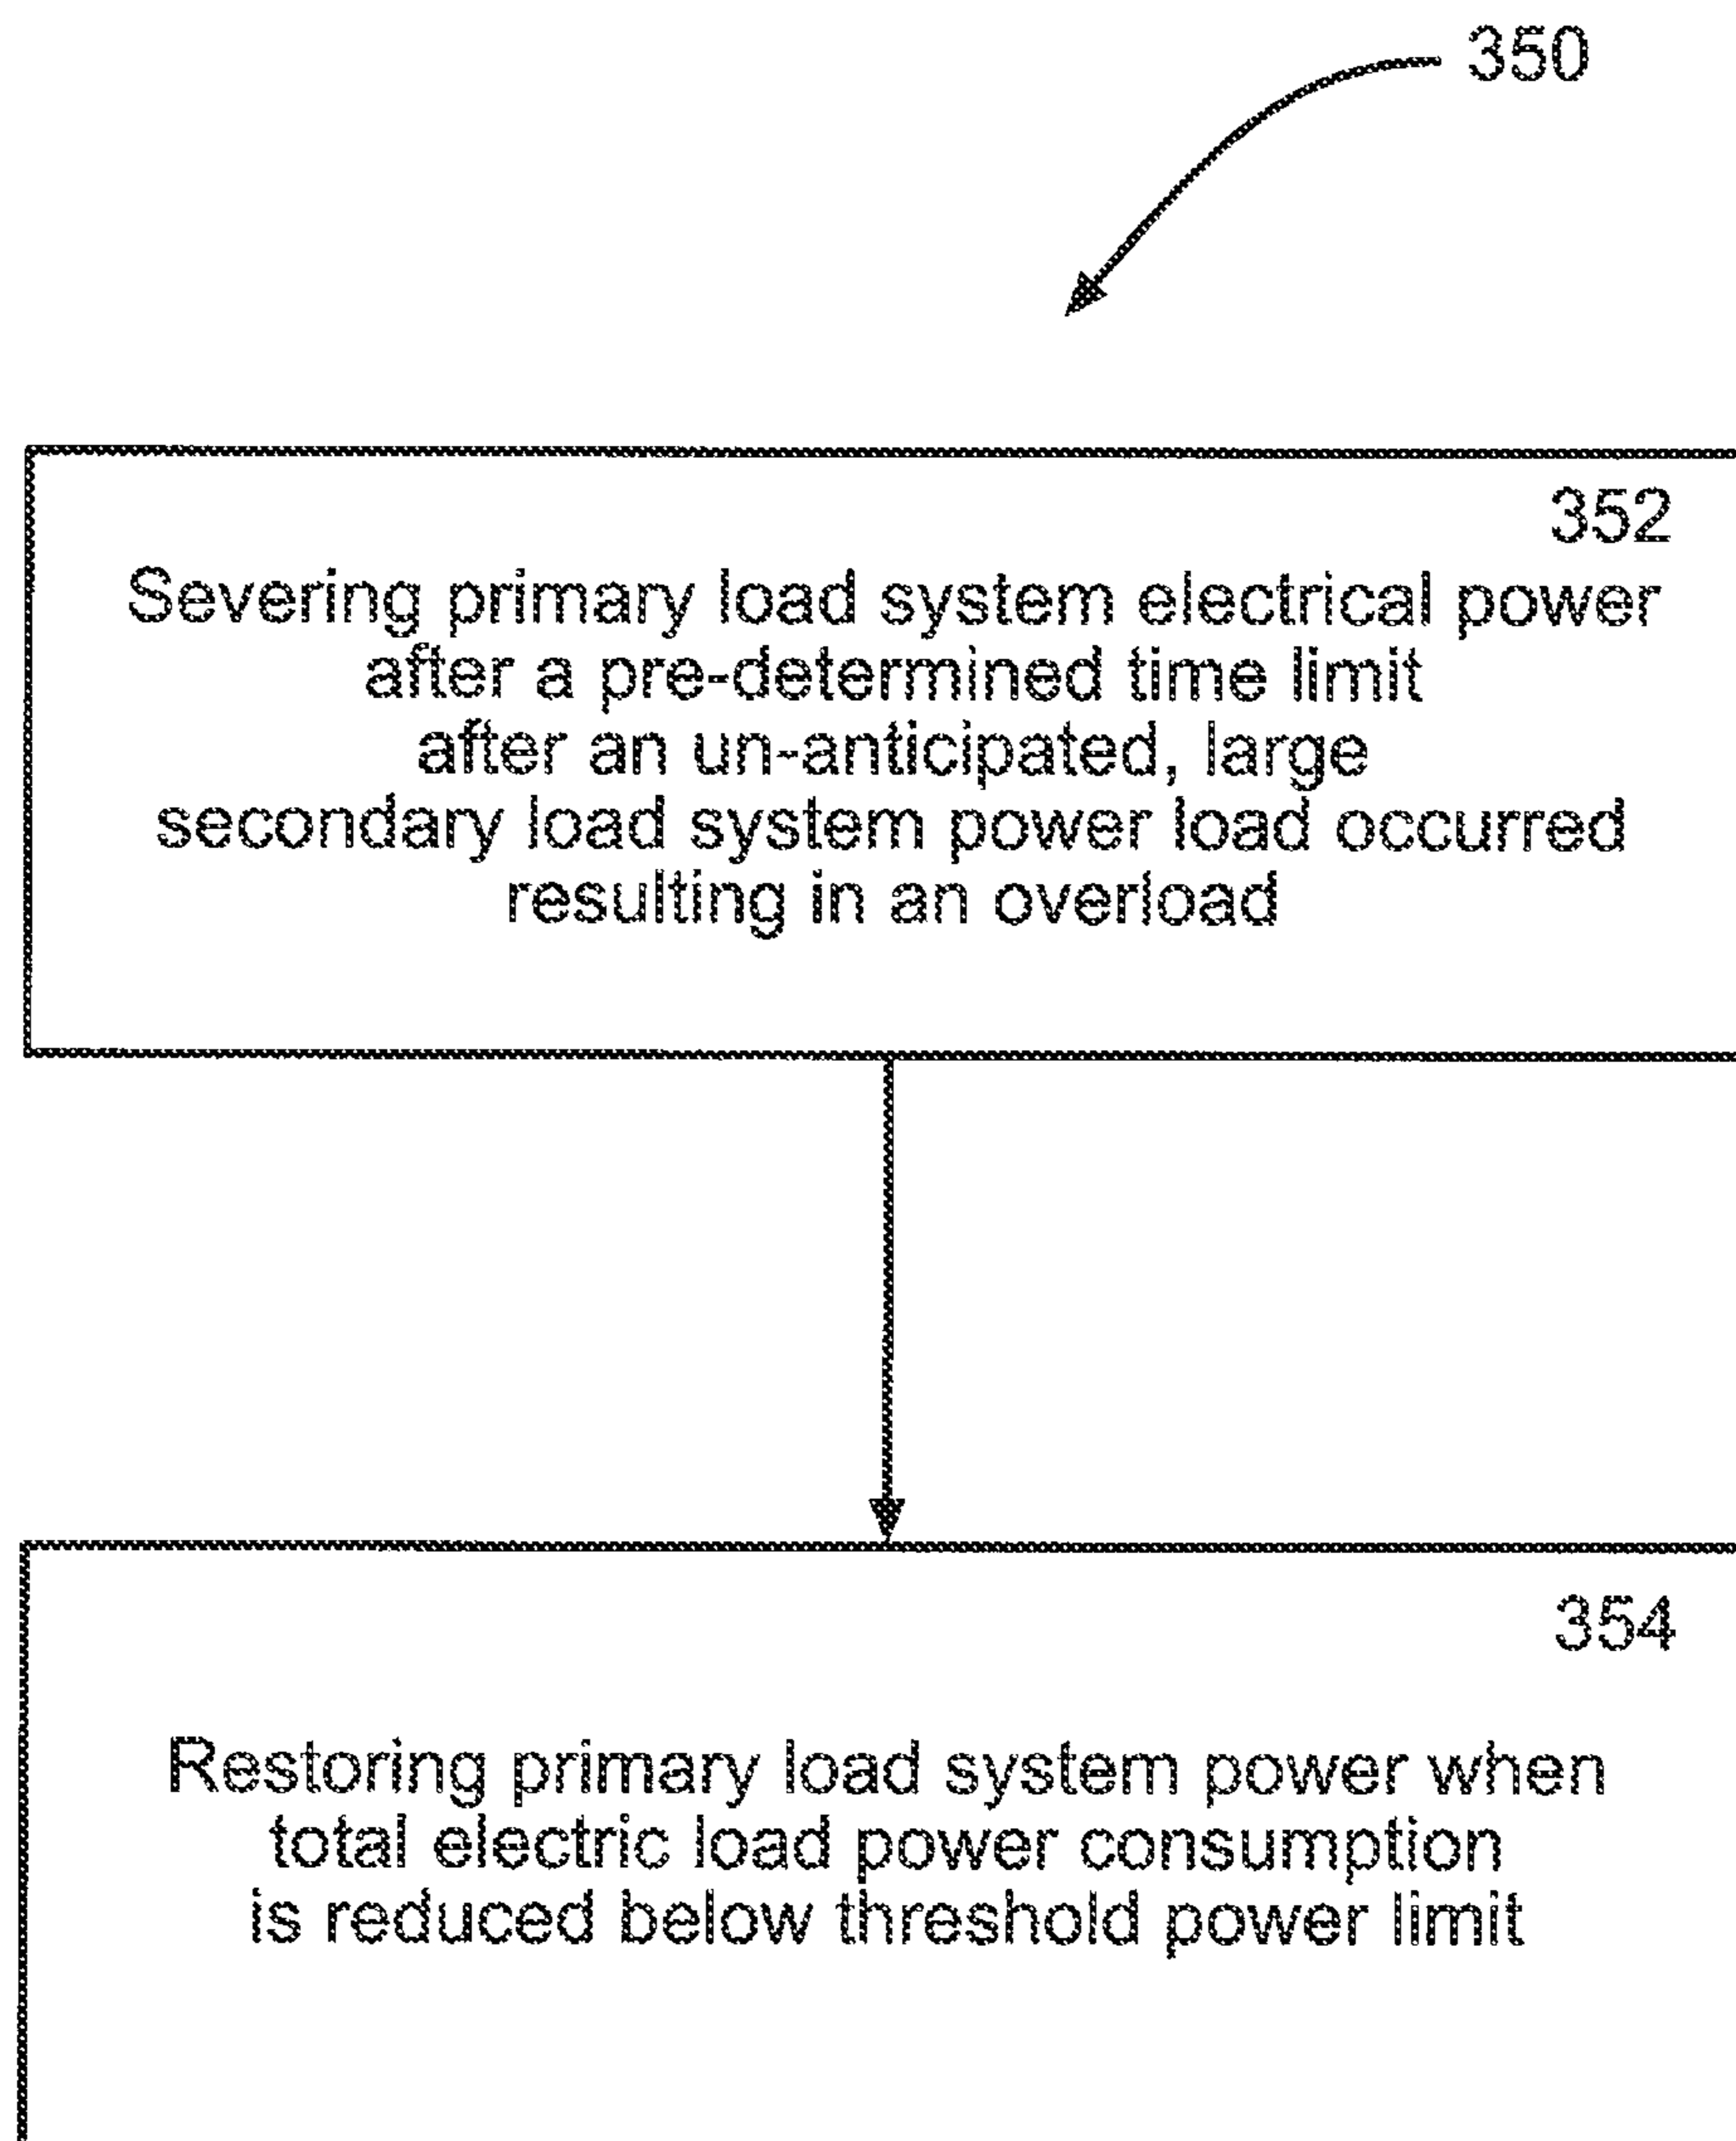 350
352
Severing primary load system electrical power
after a pre-determined time limit
after an un-anticipated, large
secondary load system power load occurred
resulting in an overload
354
Restoring primary load system power when
total electric load power consumption
is reduced below threshold power limit